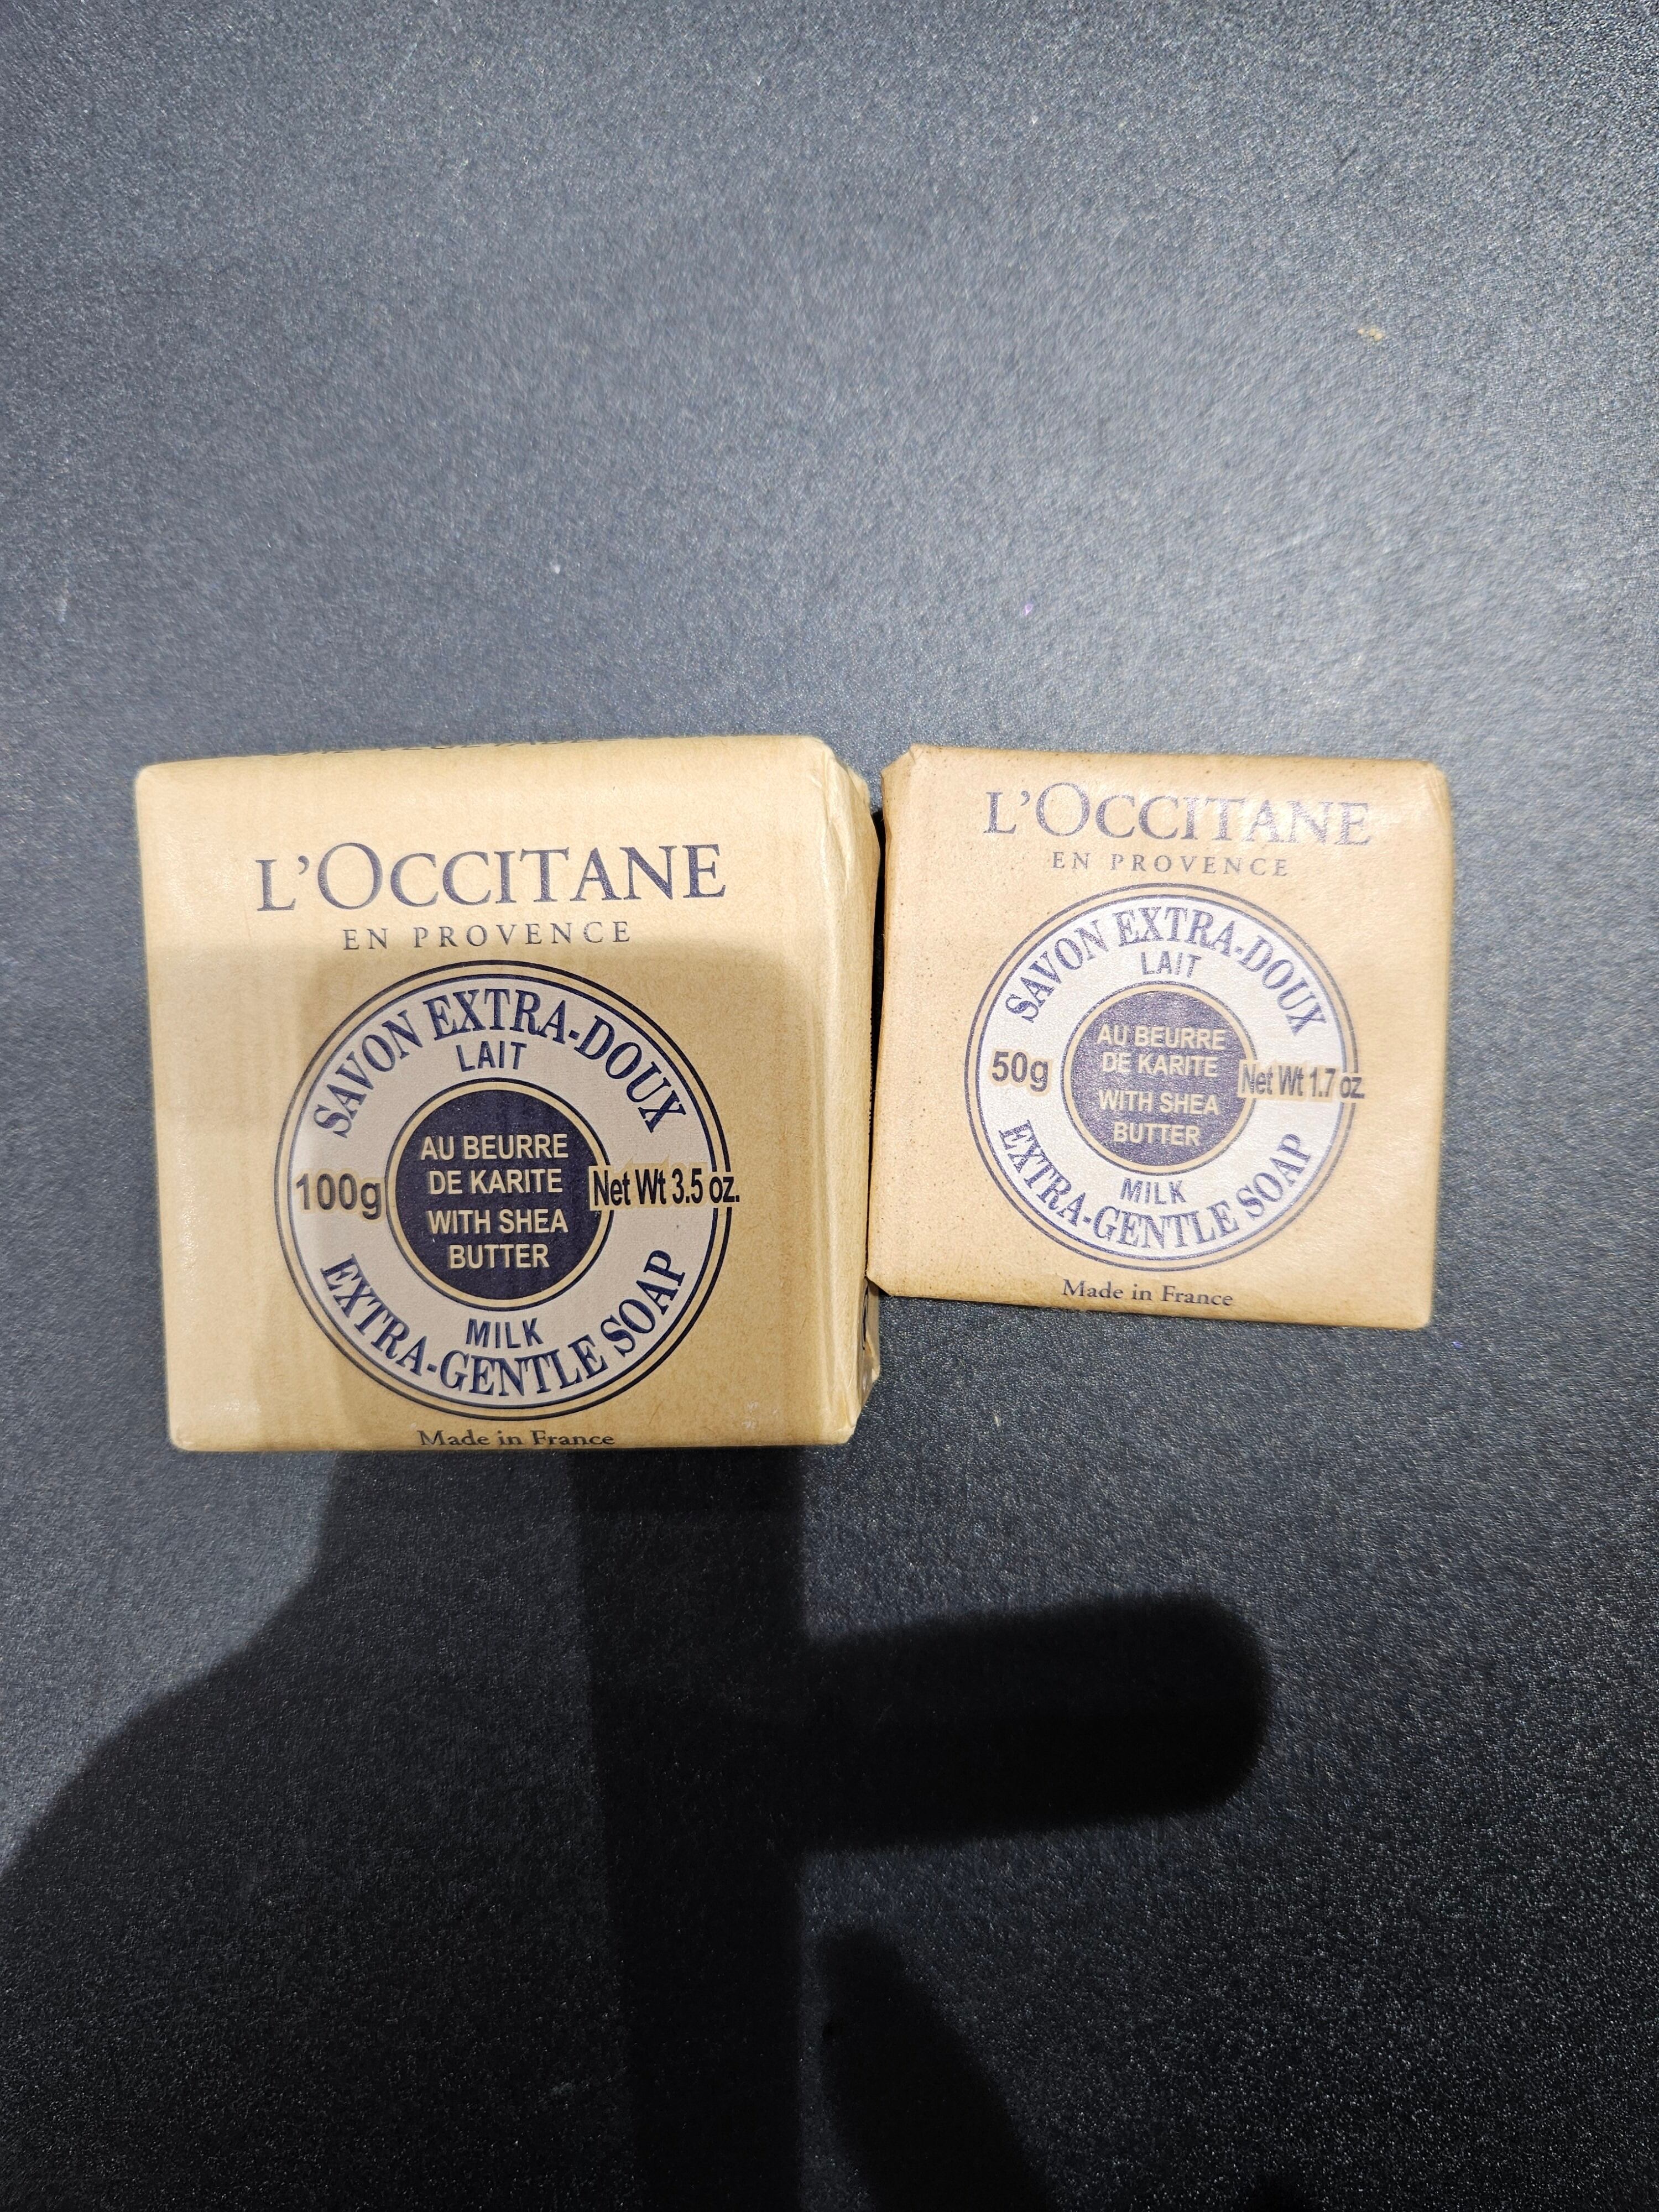 L'OCCITANE
EN PROVENCE
SAVON EXTRA-DOUX
LAIT
100g
AU BEURRE
DE KARITE
WITH SHEA
BUTTER
Net Wt 3.5 oz.
MILK
EXTRA-GENTLE SOAP
Made in France
L'OCCITANE
EN PROVENCE
SAVON EXTRA-DOUX
LAIT
50g
AU BEURRE
DE KARITE
WITH SHEA
BUTTER
Net Wt 1.7 oz.
MILK
EXTRA-GENTLE SOAP
Made in France